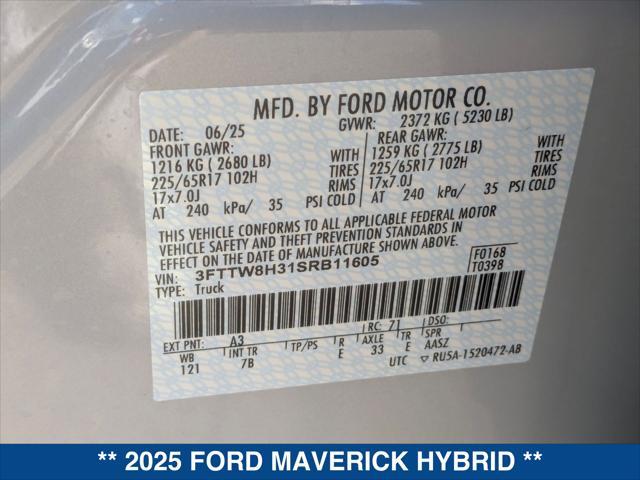 MFD. BY FORD MOTOR CO.
DATE: 06/25 GVWR: 2372 KG ( 5230 LB)
FRONT GAWR: REAR GAWR:
1216 KG ( 2680 LB) WITH 1259 KG ( 2775 LB) WITH
225/65R17 102H TIRES 225/65R17 102H TIRES
17x7.0J RIMS 17x7.0J RIMS
AT 240 kPa/ 35 PSI COLD AT 240 kPa/ 35 PSI COLD
THIS VEHICLE CONFORMS TO ALL APPLICABLE FEDERAL MOTOR
VEHICLE SAFETY AND THEFT PREVENTION STANDARDS IN
EFFECT ON THE DATE OF MANUFACTURE SHOWN ABOVE.
VIN: 3FTTW8H31SRB11605 F0168
TYPE: Truck T0398
EXT PNT: A3 RC: 71 DSO:
WB INT TR TP/PS R AXLE TR SPR
121 7B E 33 E AASZ
UTC ▽ RU5A-1520472-AB
** 2025 FORD MAVERICK HYBRID **